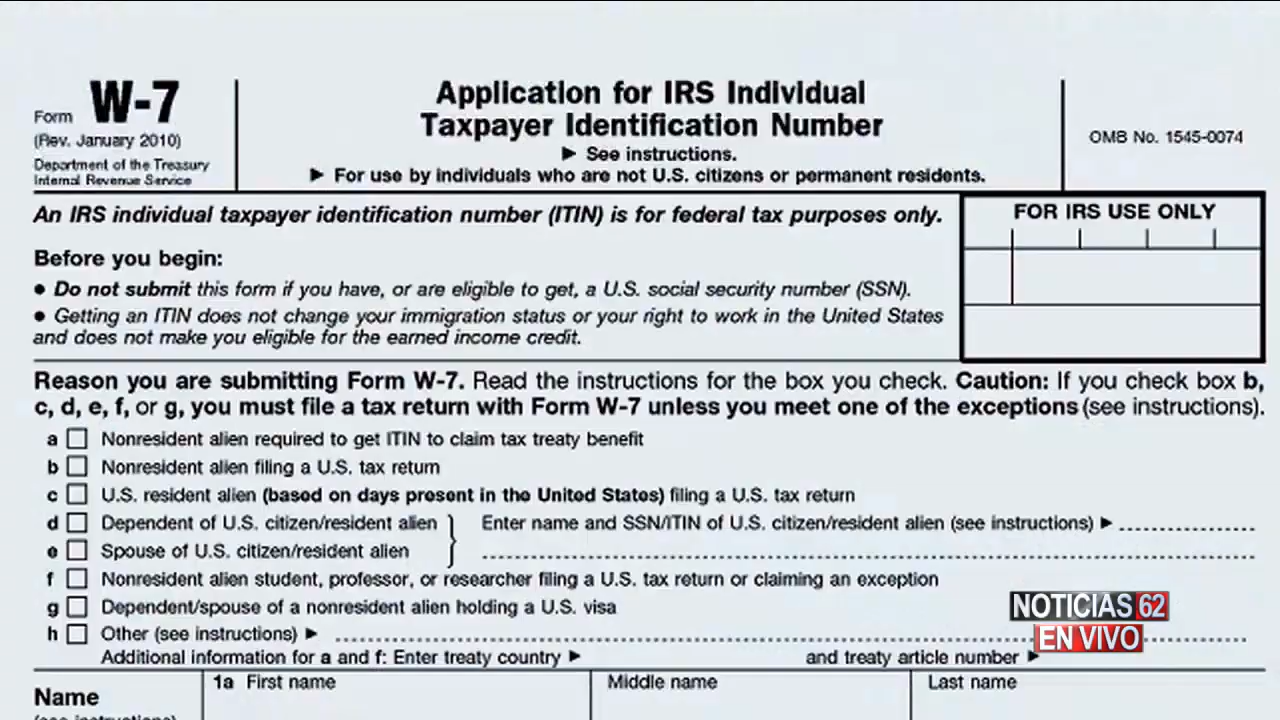 Form W-7
(Rev. January 2010)
Department of the Treasury
Internal Revenue Service
Application for IRS Individual
Taxpayer Identification Number
► See instructions.
► For use by individuals who are not U.S. citizens or permanent residents.
OMB No. 1545-0074
An IRS individual taxpayer identification number (ITIN) is for federal tax purposes only.
FOR IRS USE ONLY
Before you begin:
● Do not submit this form if you have, or are eligible to get, a U.S. social security number (SSN).
● Getting an ITIN does not change your immigration status or your right to work in the United States
and does not make you eligible for the earned income credit.
Reason you are submitting Form W-7. Read the instructions for the box you check. Caution: If you check box b,
c, d, e, f, or g, you must file a tax return with Form W-7 unless you meet one of the exceptions (see instructions).
a Nonresident alien required to get ITIN to claim tax treaty benefit
b Nonresident alien filing a U.S. tax return
c U.S. resident alien (based on days present in the United States) filing a U.S. tax return
d Dependent of U.S. citizen/resident alien Enter name and SSN/ITIN of U.S. citizen/resident alien (see instructions) ►
e Spouse of U.S. citizen/resident alien
f Nonresident alien student, professor, or researcher filing a U.S. tax return or claiming an exception
g Dependent/spouse of a nonresident alien holding a U.S. visa
h Other (see instructions) ►
Additional information for a and f: Enter treaty country ► and treaty article number ►
NOTICIAS 62
EN VIVO
Name
(see instructions)
1a First name Middle name Last name